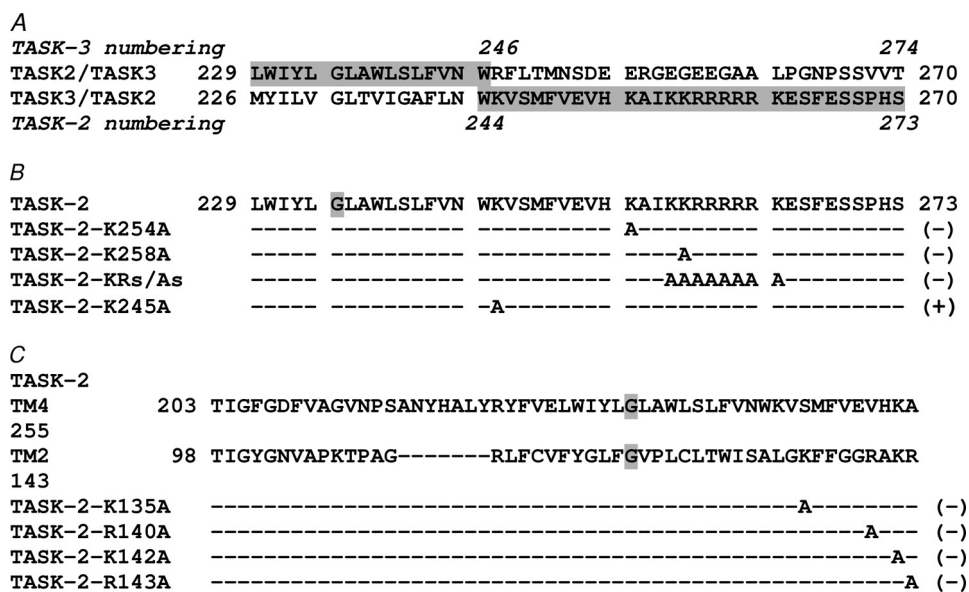 A
TASK-3 numbering 246 274
TASK2/TASK3 229 LWIYL GLAWLSLFVN WRFLTMNSDE ERGEGEEGAA LPGNPSSVVT 270
TASK3/TASK2 226 MYILV GLTVIGAFLN WKVSMFVEVH KAIKKRRRRR KESFESSPHS 270
TASK-2 numbering 244 273
B
TASK-2 229 LWIYL GLAWLSLFVN WKVSMFVEVH KAIKKRRRRR KESFESSPHS 273
TASK-2-K254A ----- ---------- ---------- A--------- ---------- (-)
TASK-2-K258A ----- ---------- ---------- ----A----- ---------- (-)
TASK-2-KRs/As ----- ---------- ---------- ---AAAAAAA A--------- (-)
TASK-2-K245A ----- ---------- -A-------- ---------- ---------- (+)
C
TASK-2
TM4 203 TIGFGDFVAGVNPSANYHALYRYFVELWIYLGLAWLSLFVNWKVSMFVEVHKA
255
TM2 98 TIGYGNVAPKTPAG-------RLFCVFYGLFGVPLCLTWISALGKFFGGRAKR
143
TASK-2-K135A --------------------------------------------A-------- (-)
TASK-2-R140A -------------------------------------------------A--- (-)
TASK-2-K142A ---------------------------------------------------A- (-)
TASK-2-R143A ----------------------------------------------------A (-)